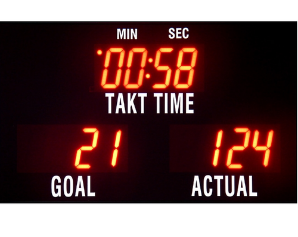 MIN SEC
00:58
TAKT TIME
21 124
GOAL ACTUAL